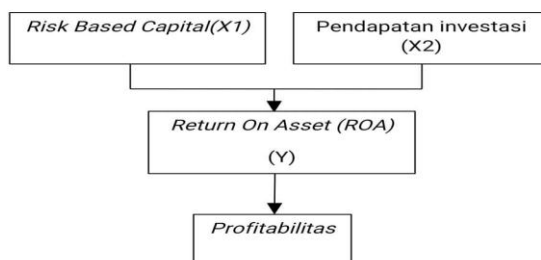 Risk Based Capital(X1)
Pendapatan investasi
(X2)
Return On Asset (ROA)
(Y)
Profitabilitas